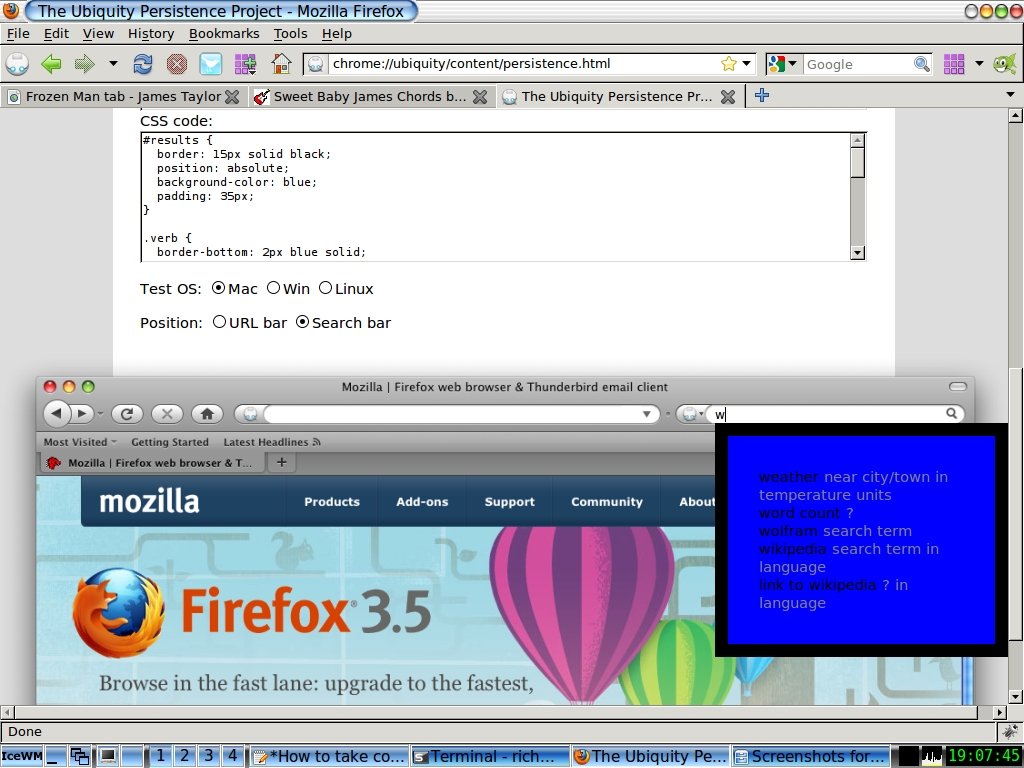 The Ubiquity Persistence Project - Mozilla Firefox
File Edit View History Bookmarks Tools Help
chrome://ubiquity/content/persistence.html
Google
Frozen Man tab - James Taylor
Sweet Baby James Chords b...
The Ubiquity Persistence Pr...
CSS code:
#results {
border: 15px solid black;
position: absolute;
background-color: blue;
padding: 35px;
}
.verb {
border-bottom: 2px blue solid;
Test OS: Mac Win Linux
Position: URL bar Search bar
Mozilla | Firefox web browser & Thunderbird email client
w
Most Visited Getting Started Latest Headlines
Mozilla | Firefox web browser & T...
mozilla Products Add-ons Support Community About
weather near city/town in
temperature units
word count ?
wolfram search term
wikipedia search term in
language
link to wikipedia ? in
language
Firefox® 3.5
Browse in the fast lane: upgrade to the fastest,
Done
IceWM 1 2 3 4 *How to take co... Terminal - rich... The Ubiquity Pe... Screenshots for... 19:07:45